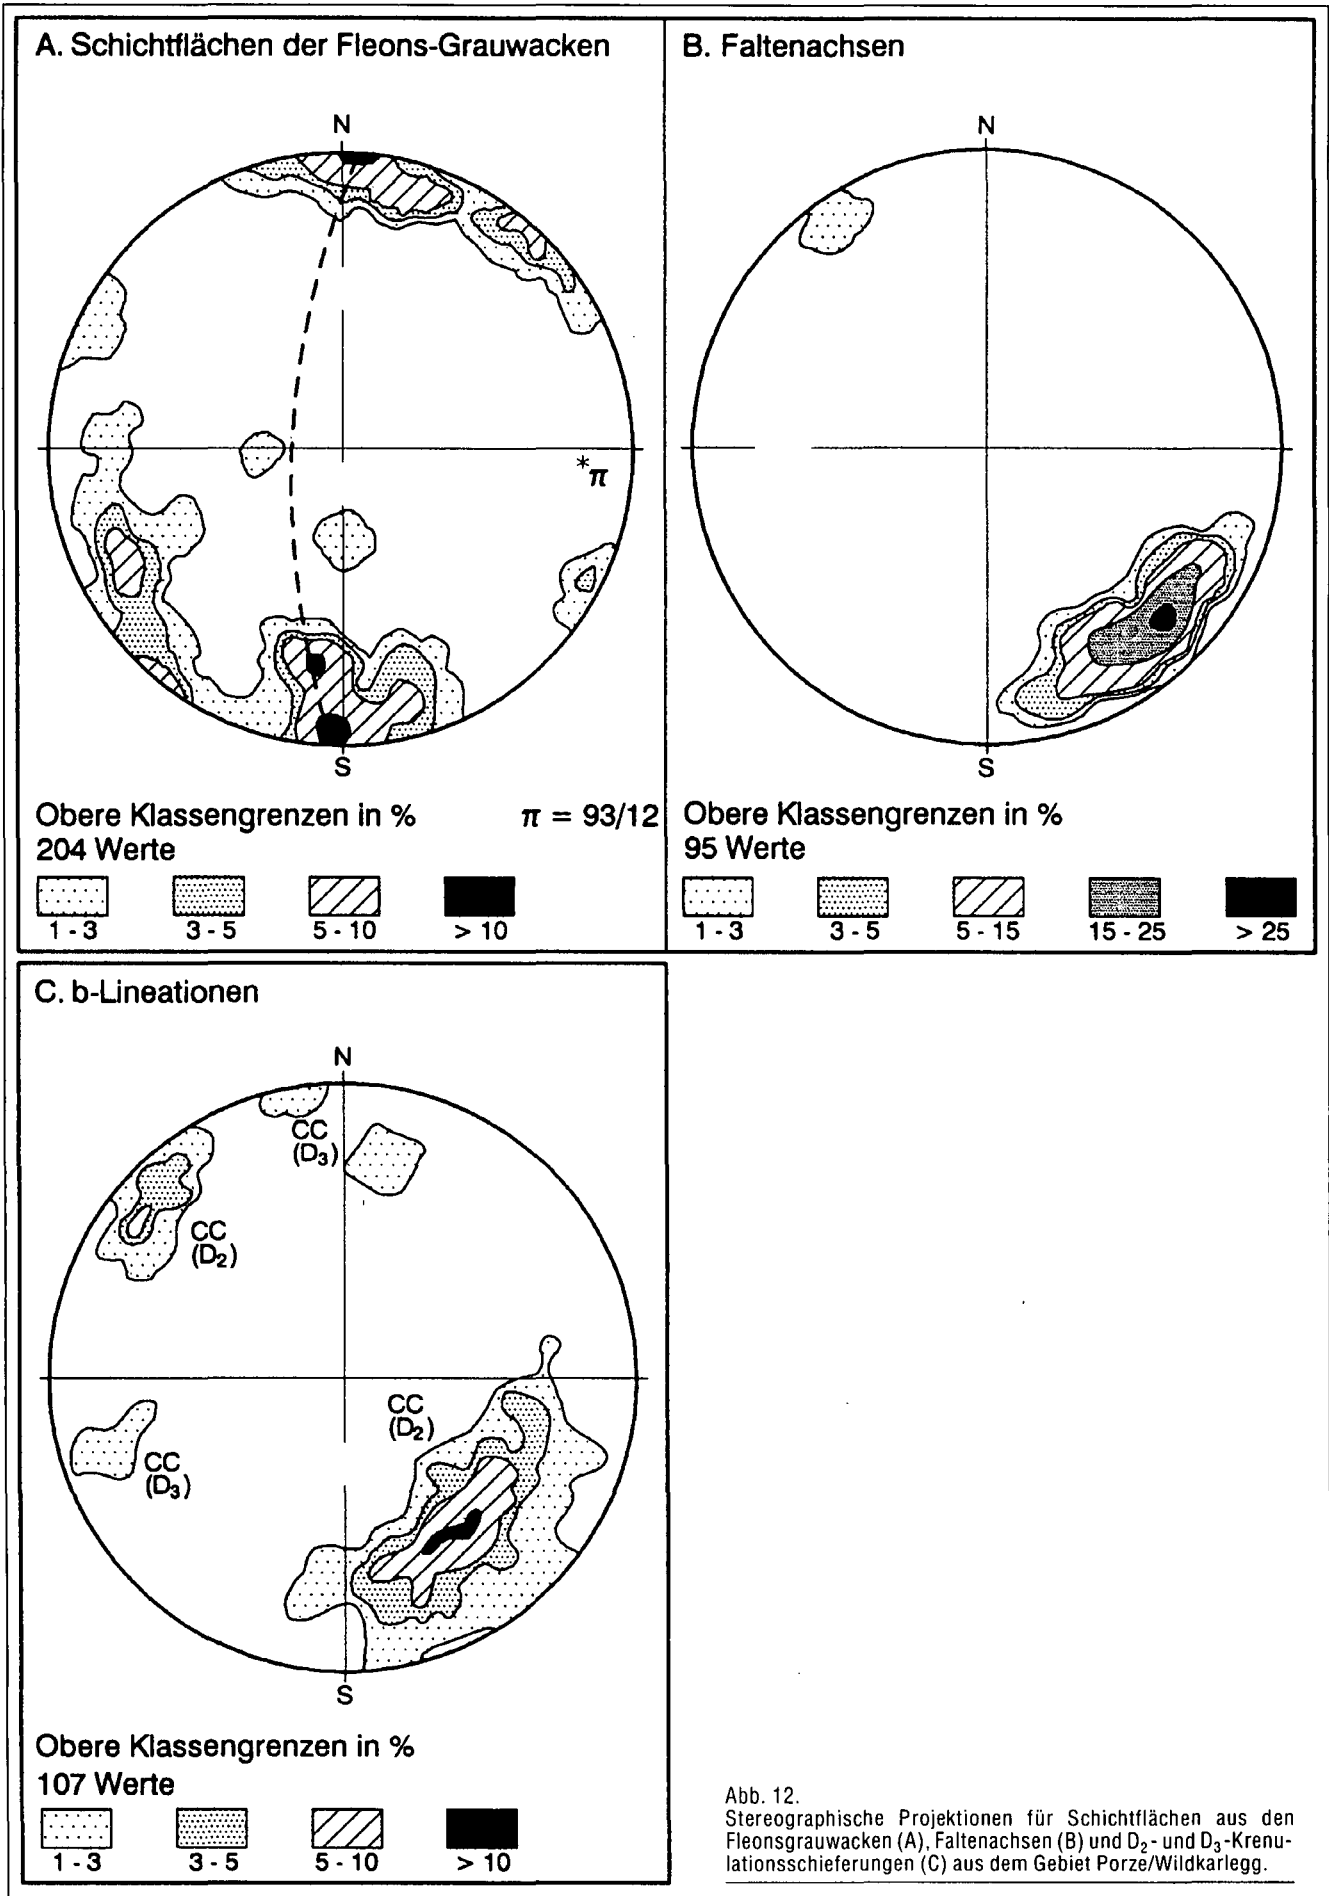 A. Schichtflächen der Fleons-Grauwacken
N
*π
S
Obere Klassengrenzen in % π = 93/12
204 Werte
1 - 3 3 - 5 5 - 10 > 10
B. Faltenachsen
N
S
Obere Klassengrenzen in %
95 Werte
1 - 3 3 - 5 5 - 15 15 - 25 > 25
C. b-Lineationen
N
CC
(D₃)
CC
(D₂)
CC
(D₂)
CC
(D₃)
S
Obere Klassengrenzen in %
107 Werte
1 - 3 3 - 5 5 - 10 > 10
Abb. 12.
Stereographische Projektionen für Schichtflächen aus den
Fleonsgrauwacken (A), Faltenachsen (B) und D₂- und D₃-Krenu-
lationsschieferungen (C) aus dem Gebiet Porze/Wildkarlegg.